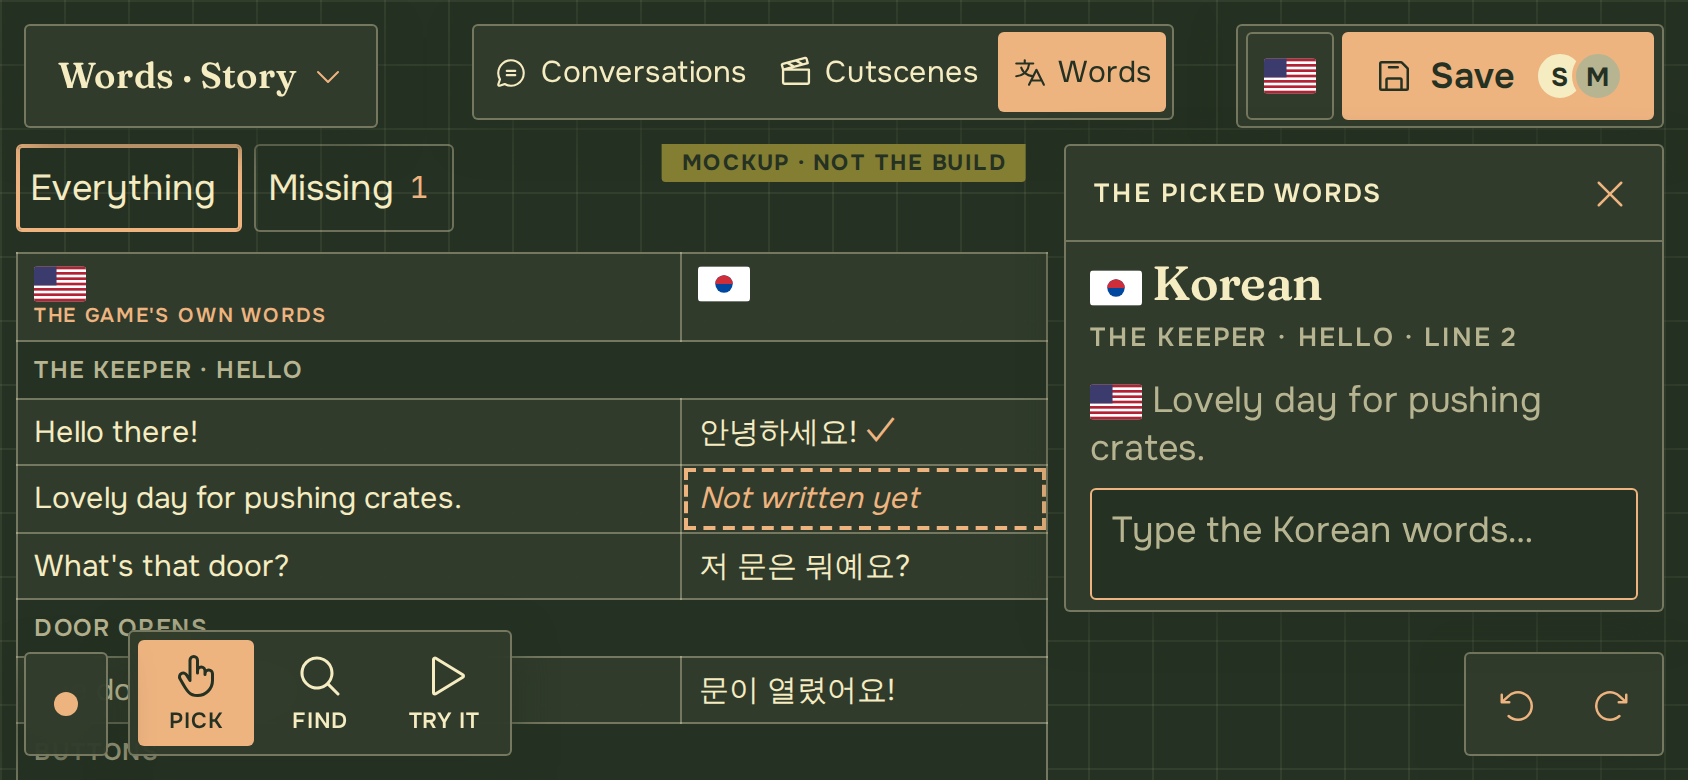 Words · Story
Conversations
Cutscenes
Words
Save
S
M
Everything
Missing 1
MOCKUP · NOT THE BUILD
THE PICKED WORDS
THE GAME'S OWN WORDS
Korean
THE KEEPER · HELLO · LINE 2
Lovely day for pushing
crates.
Type the Korean words...
THE KEEPER · HELLO
Hello there!
안녕하세요!
Lovely day for pushing crates.
Not written yet
What's that door?
저 문은 뭐예요?
DOOR OPENS
문이 열렸어요!
BUTTONS
PICK
FIND
TRY IT